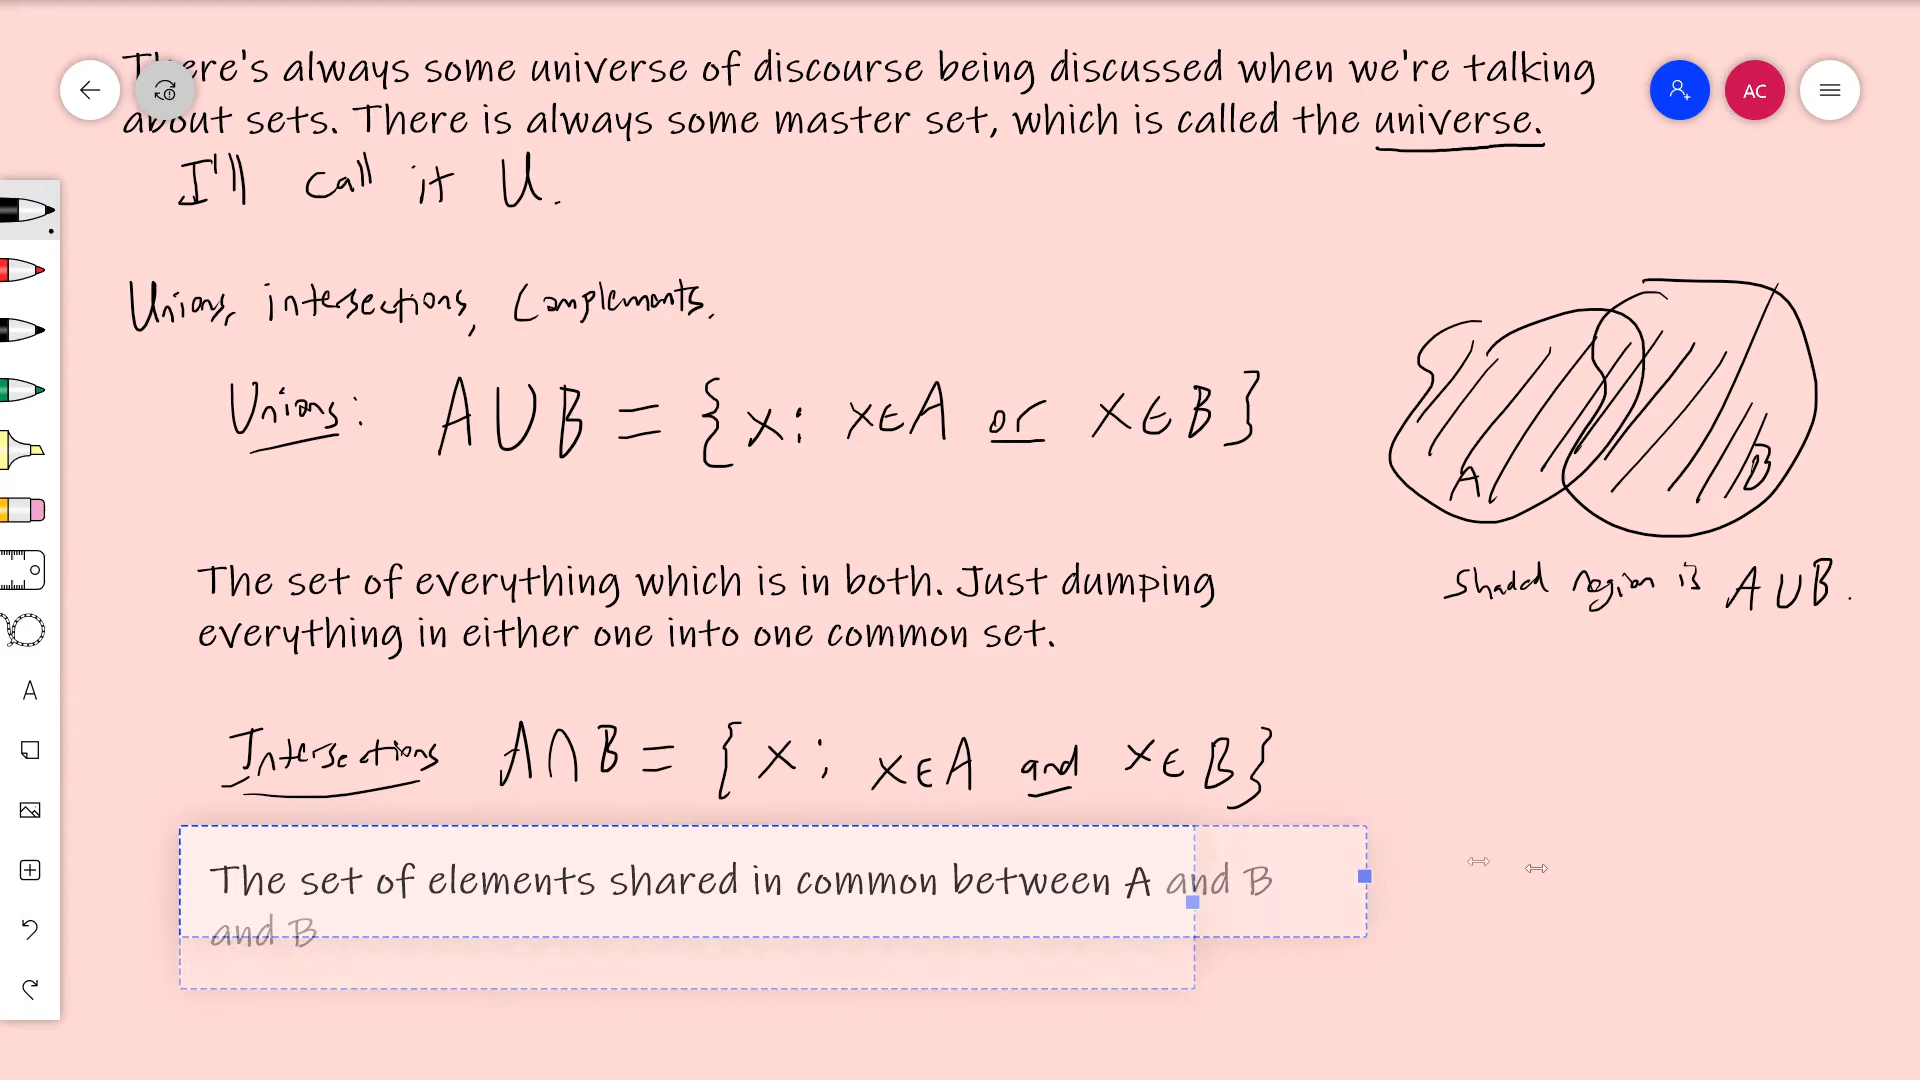 There's always some universe of discourse being discussed when we're talking
about sets. There is always some master set, which is called the universe.
I'll call it U.
AC
Unions, intersections, complements.
Unions: A ∪ B = { x : x ∈ A or x ∈ B }
A
B
The set of everything which is in both. Just dumping
everything in either one into one common set.
Shaded region is A ∪ B.
Intersections A ∩ B = { x ; x ∈ A and x ∈ B }
The set of elements shared in common between A and B
and B
A